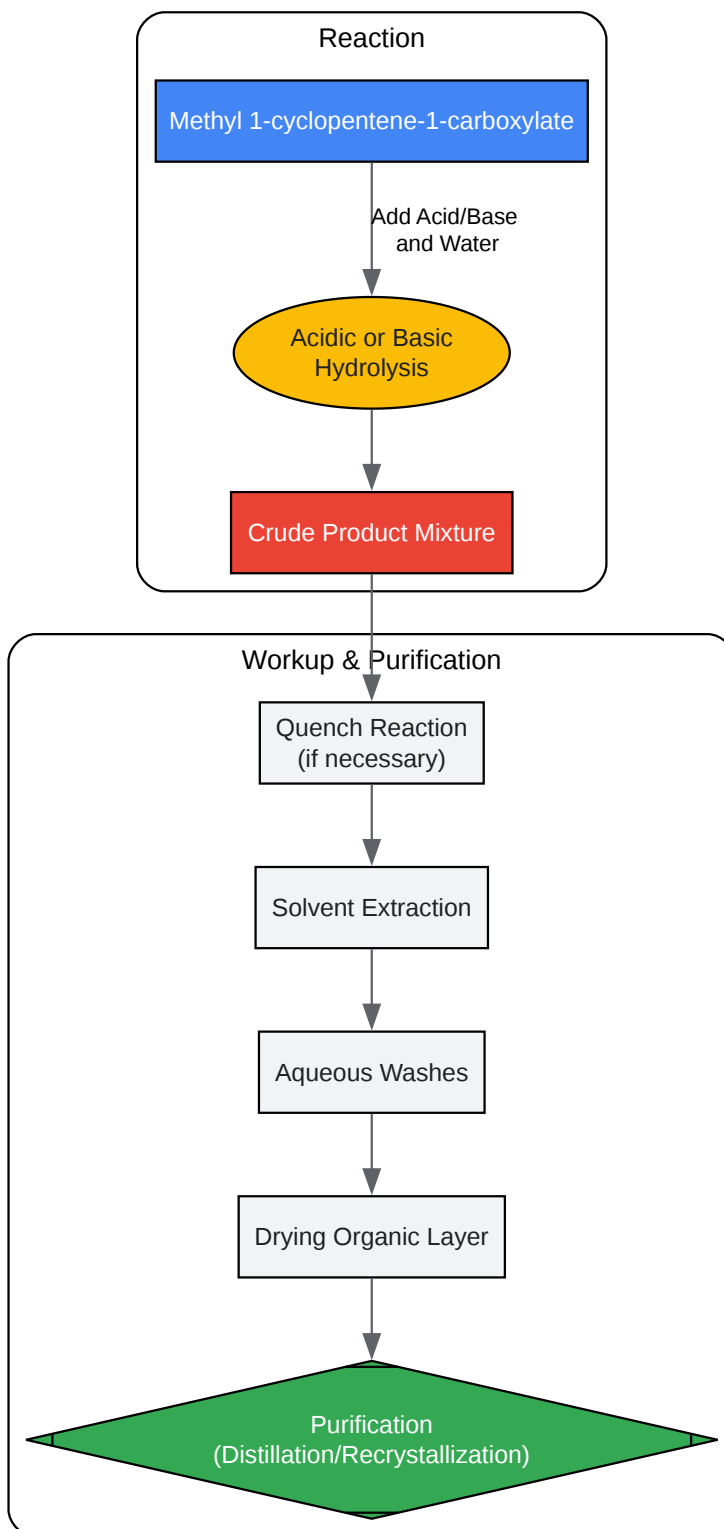 Reaction
Methyl 1-cyclopentene-1-carboxylate
Add Acid/Base
and Water
Acidic or Basic
Hydrolysis
Crude Product Mixture
Workup & Purification
Quench Reaction
(if necessary)
Solvent Extraction
Aqueous Washes
Drying Organic Layer
Purification
(Distillation/Recrystallization)